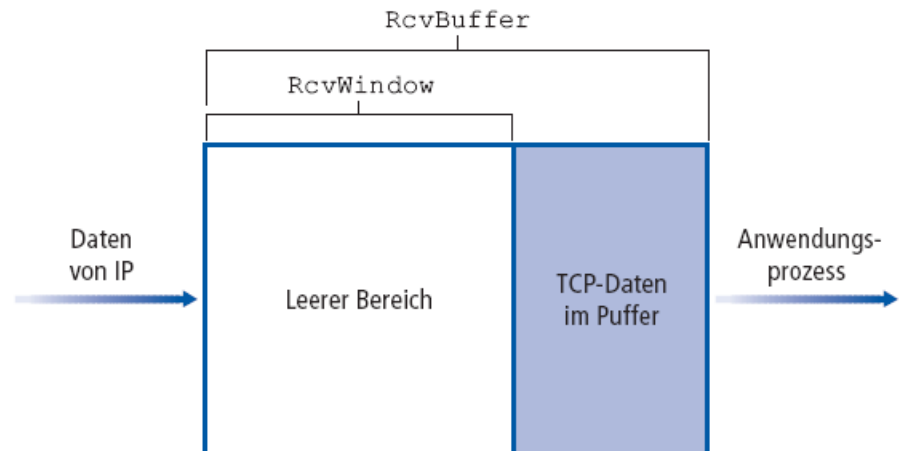 RcvBuffer
RcvWindow
Daten
von IP
Leerer Bereich
TCP-Daten
im Puffer
Anwendungs-
prozess